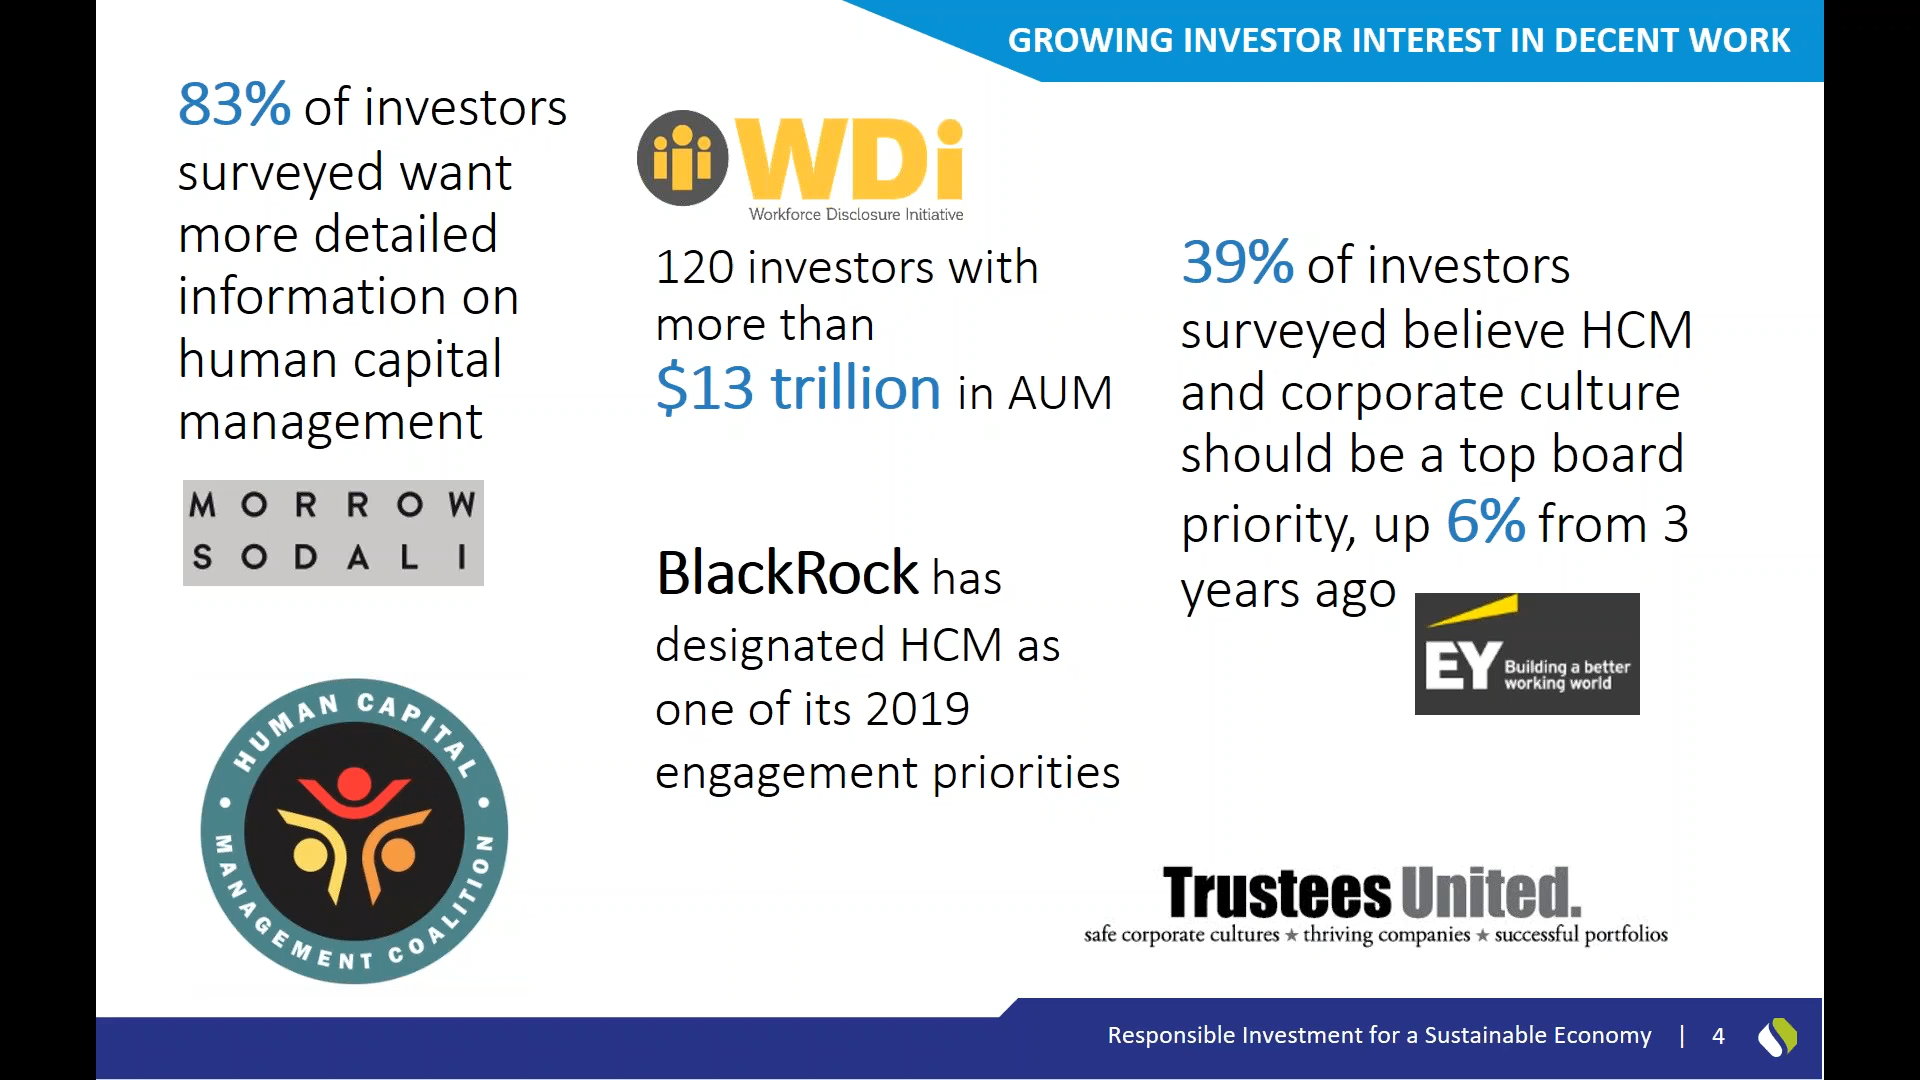 GROWING INVESTOR INTEREST IN DECENT WORK
83% of investors
surveyed want
more detailed
information on
human capital
management
MORROW
SODALI
HUMAN CAPITAL
MANAGEMENT COALITION
WDi
Workforce Disclosure Initiative
120 investors with
more than
$13 trillion in AUM
BlackRock has
designated HCM as
one of its 2019
engagement priorities
39% of investors
surveyed believe HCM
and corporate culture
should be a top board
priority, up 6% from 3
years ago
EY Building a better
working world
Trustees United.
safe corporate cultures ★ thriving companies ★ successful portfolios
Responsible Investment for a Sustainable Economy | 4